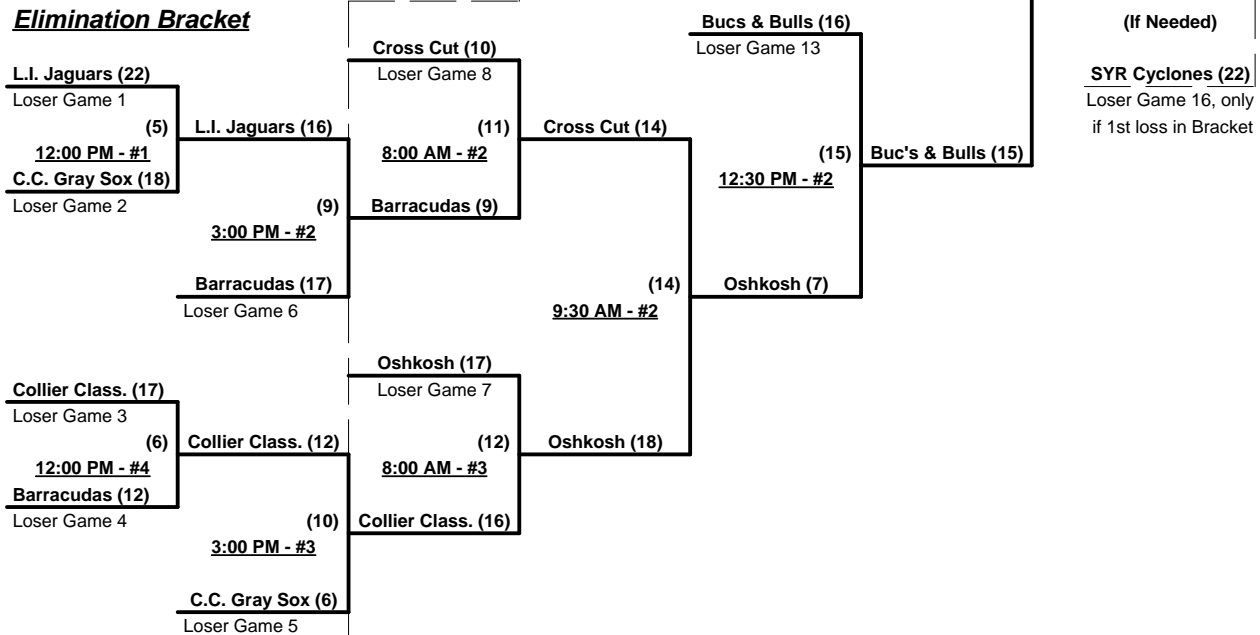 Elimination Bracket
Bucs & Bulls (16)
Loser Game 13
(If Needed)
Cross Cut (10)
Loser Game 8
L.I. Jaguars (22)
Loser Game 1
SYR Cyclones (22)
Loser Game 16, only
if 1st loss in Bracket
(5)
12:00 PM - #1
L.I. Jaguars (16)
(11)
8:00 AM - #2
Cross Cut (14)
(15)
12:30 PM - #2
Buc's & Bulls (15)
C.C. Gray Sox (18)
Loser Game 2
(9)
3:00 PM - #2
Barracudas (9)
Barracudas (17)
Loser Game 6
(14)
9:30 AM - #2
Oshkosh (7)
Oshkosh (17)
Loser Game 7
Collier Class. (17)
Loser Game 3
(6)
12:00 PM - #4
Collier Class. (12)
(12)
8:00 AM - #3
Oshkosh (18)
Barracudas (12)
Loser Game 4
(10)
3:00 PM - #3
Collier Class. (16)
C.C. Gray Sox (6)
Loser Game 5